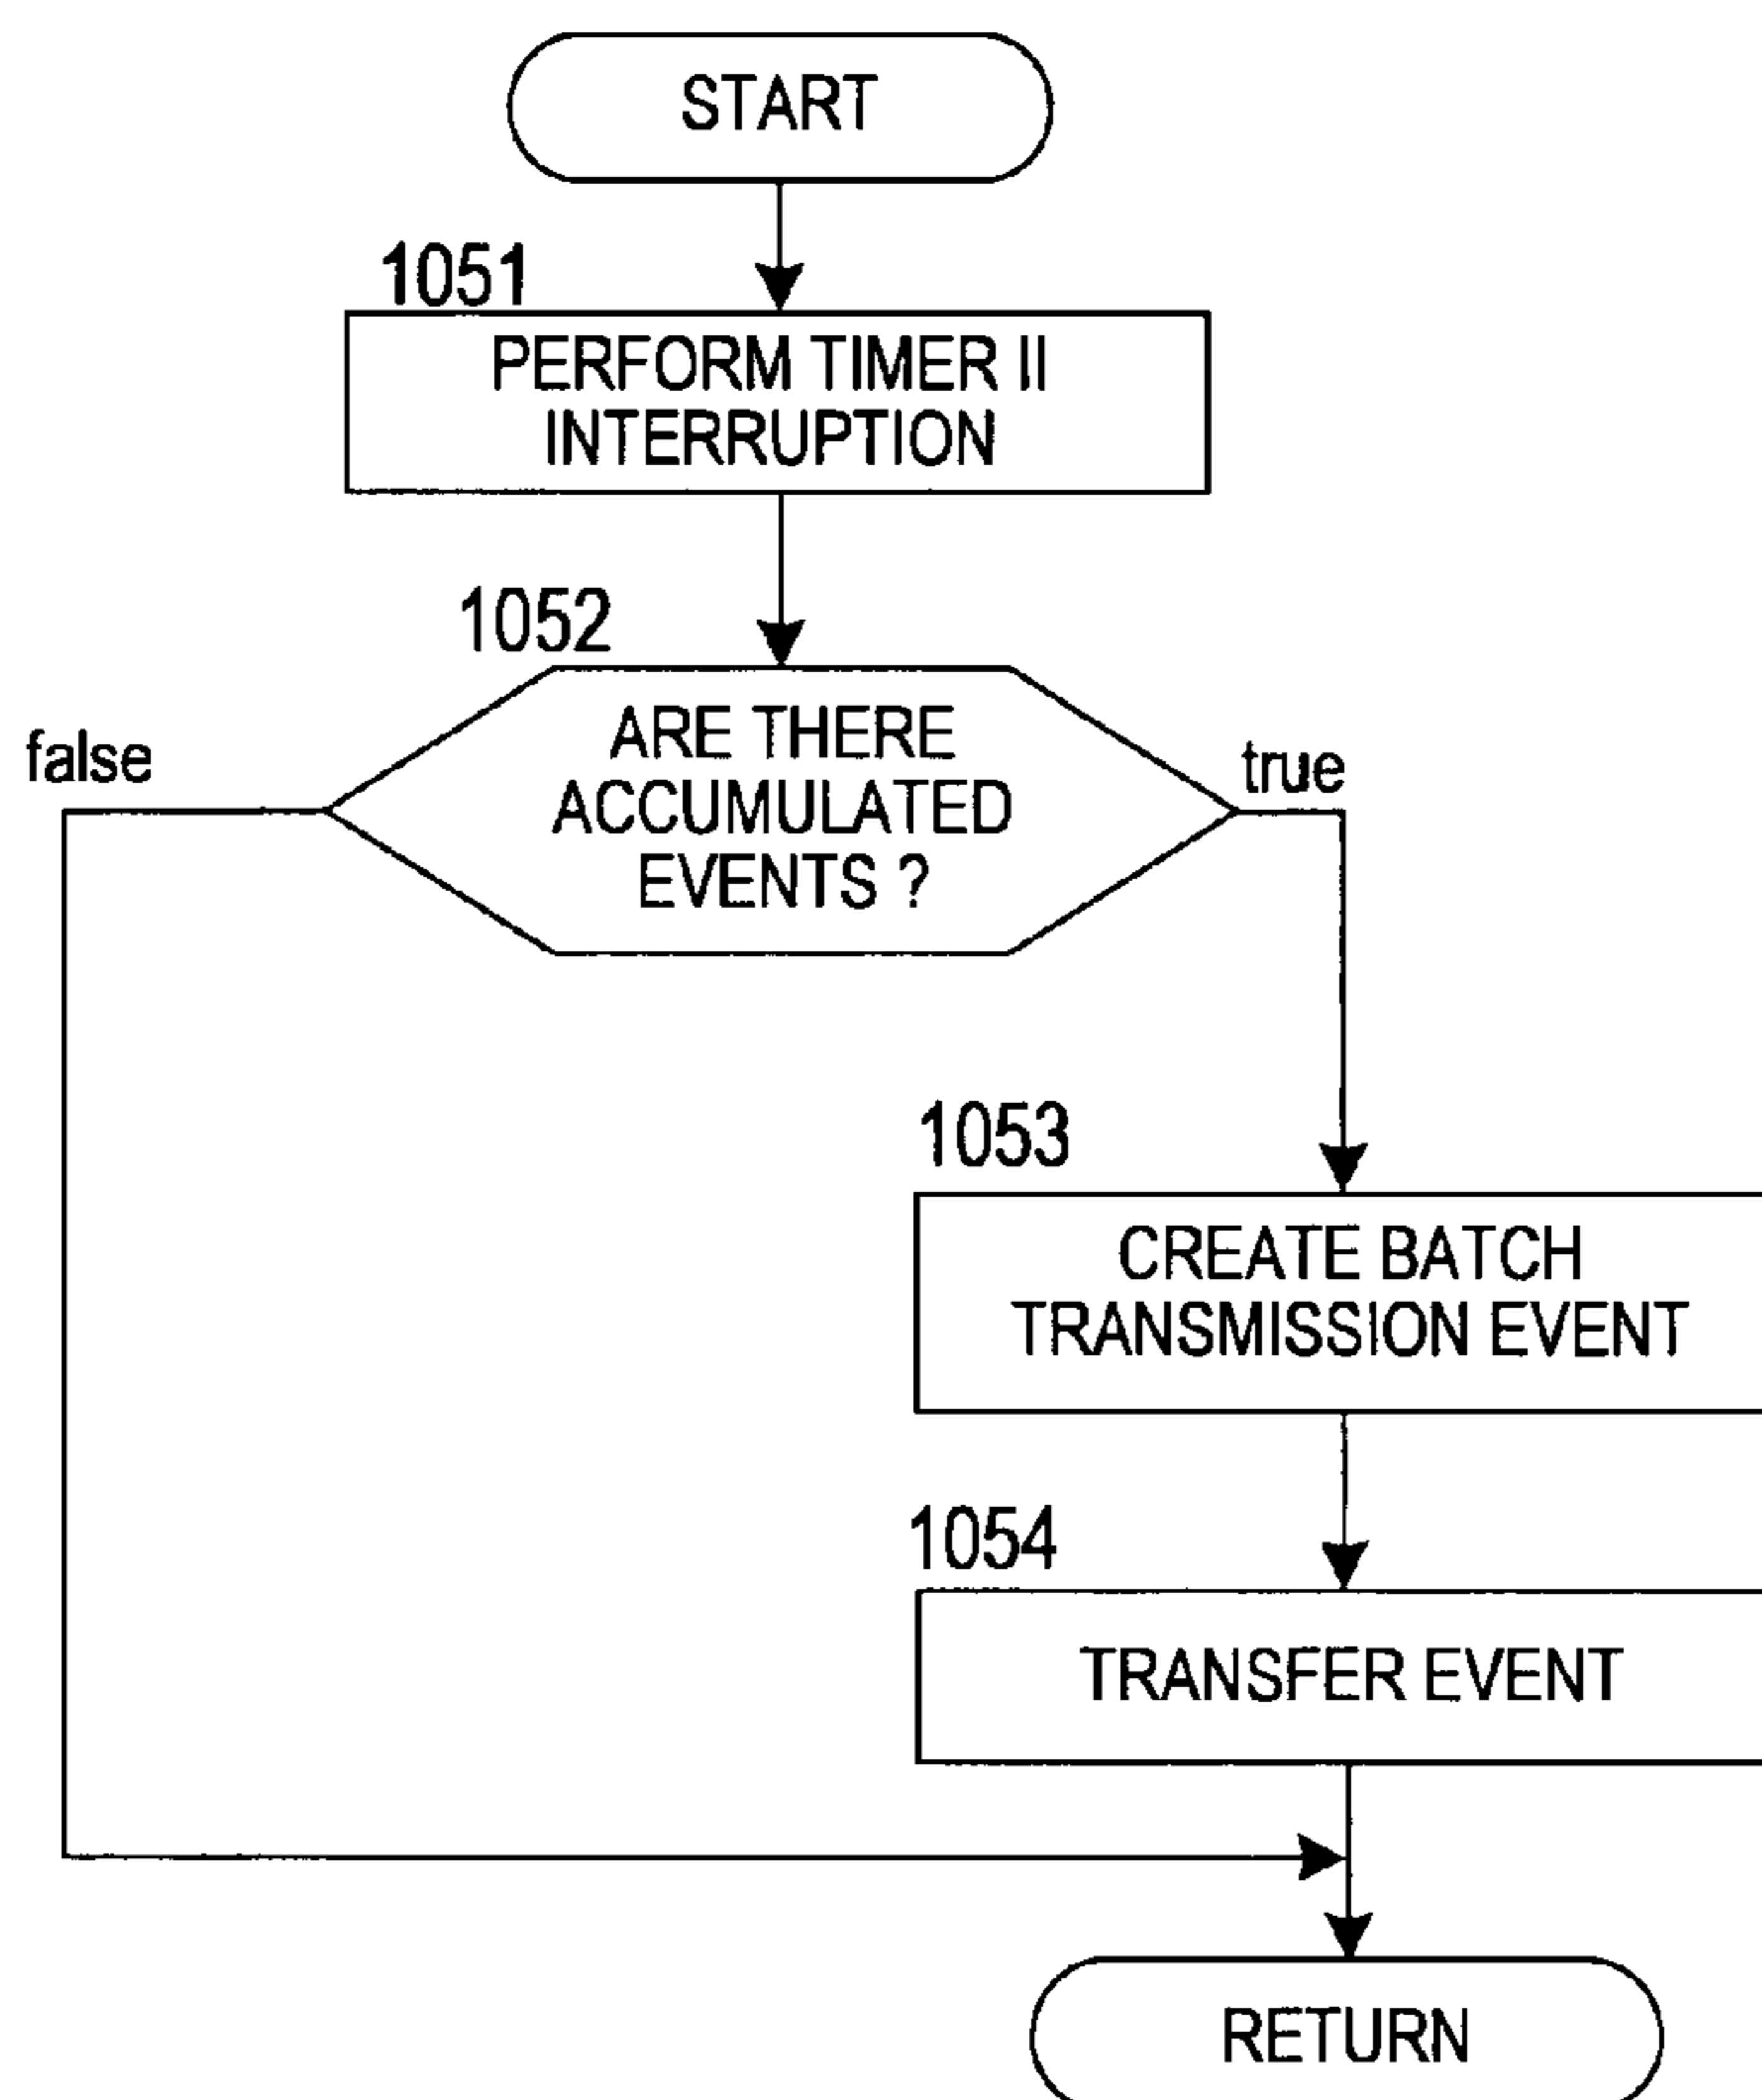 START
1051
PERFORM TIMER II
INTERRUPTION
1052
ARE THERE
ACCUMULATED
EVENTS ?
false
true
1053
CREATE BATCH
TRANSMISSION EVENT
1054
TRANSFER EVENT
RETURN